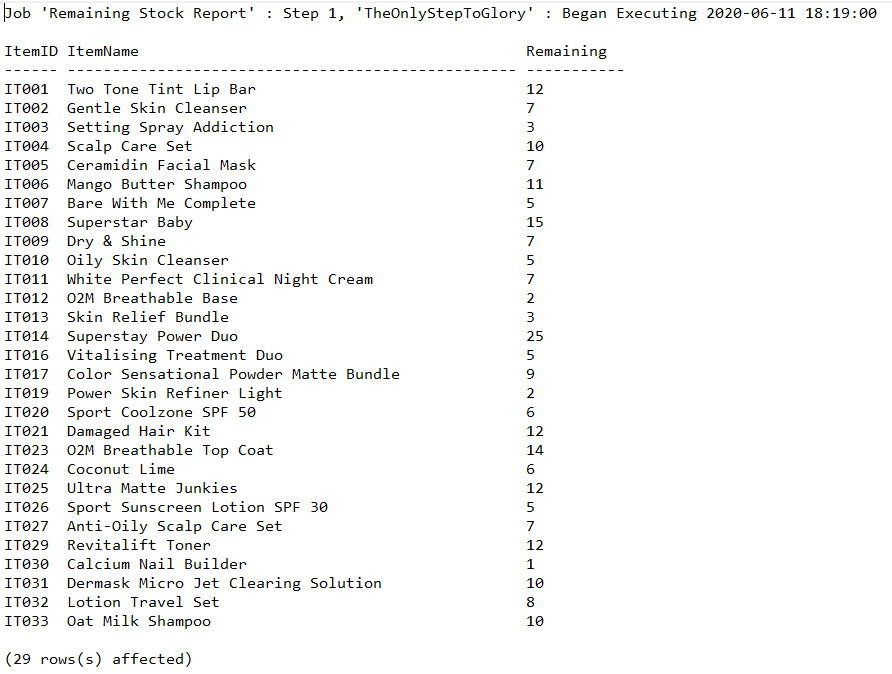 Job 'Remaining Stock Report' : Step 1, 'TheOnlyStepToGlory' : Began Executing 2020-06-11 18:19:00
ItemID ItemName                                           Remaining
------ -------------------------------------------------- -----------
IT001  Two Tone Tint Lip Bar                              12
IT002  Gentle Skin Cleanser                               7
IT003  Setting Spray Addiction                            3
IT004  Scalp Care Set                                     10
IT005  Ceramidin Facial Mask                              7
IT006  Mango Butter Shampoo                               11
IT007  Bare With Me Complete                              5
IT008  Superstar Baby                                     15
IT009  Dry & Shine                                        7
IT010  Oily Skin Cleanser                                 5
IT011  White Perfect Clinical Night Cream                 7
IT012  O2M Breathable Base                                2
IT013  Skin Relief Bundle                                 3
IT014  Superstay Power Duo                                25
IT016  Vitalising Treatment Duo                           5
IT017  Color Sensational Powder Matte Bundle              9
IT019  Power Skin Refiner Light                           2
IT020  Sport Coolzone SPF 50                              6
IT021  Damaged Hair Kit                                   12
IT023  O2M Breathable Top Coat                            14
IT024  Coconut Lime                                       6
IT025  Ultra Matte Junkies                                12
IT026  Sport Sunscreen Lotion SPF 30                      5
IT027  Anti-Oily Scalp Care Set                           7
IT029  Revitalift Toner                                   12
IT030  Calcium Nail Builder                               1
IT031  Dermask Micro Jet Clearing Solution                10
IT032  Lotion Travel Set                                  8
IT033  Oat Milk Shampoo                                   10
(29 rows(s) affected)